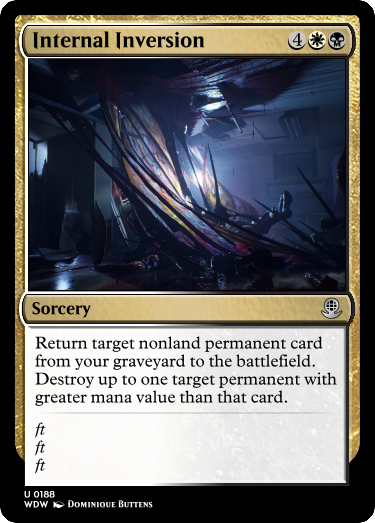 Internal Inversion 4
Sorcery
Return target nonland permanent card
from your graveyard to the battlefield.
Destroy up to one target permanent with
greater mana value than that card.
ft
ft
ft
U 0188
WDW Dominique Buttens